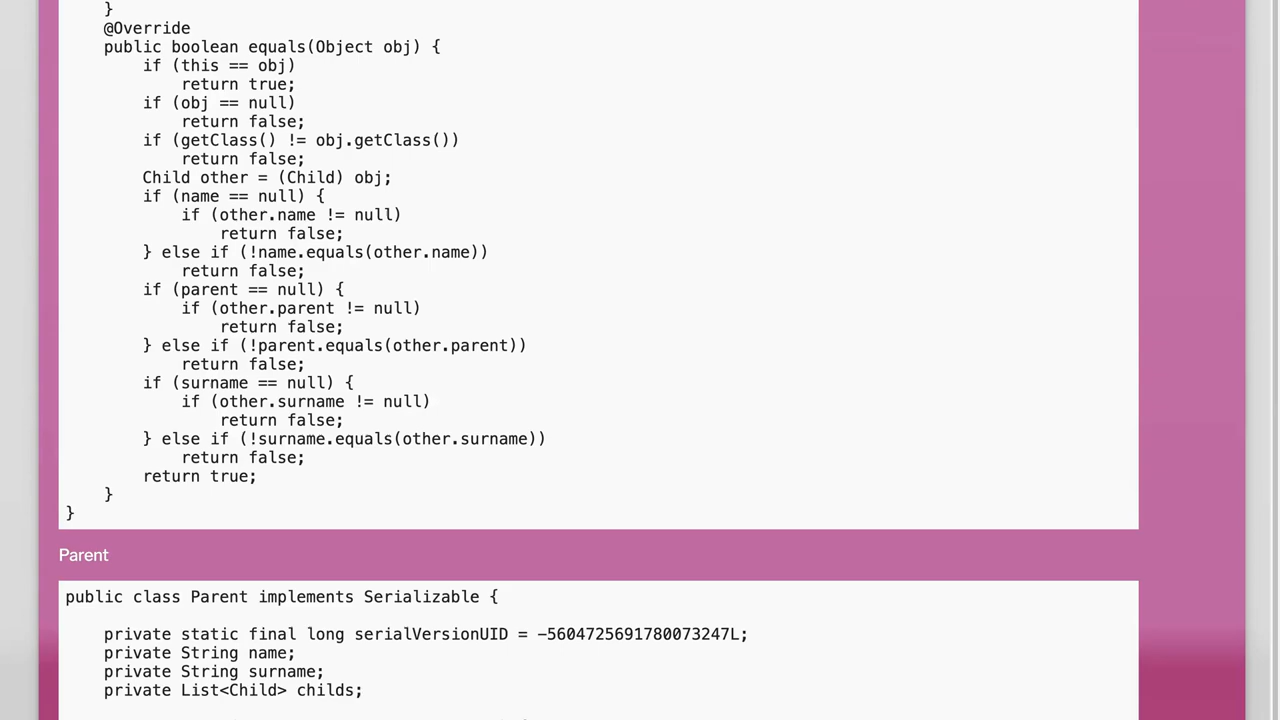 }
@Override
public boolean equals(Object obj) {
if (this == obj)
return true;
if (obj == null)
return false;
if (getClass() != obj.getClass())
return false;
Child other = (Child) obj;
if (name == null) {
if (other.name != null)
return false;
} else if (!name.equals(other.name))
return false;
if (parent == null) {
if (other.parent != null)
return false;
} else if (!parent.equals(other.parent))
return false;
if (surname == null) {
if (other.surname != null)
return false;
} else if (!surname.equals(other.surname))
return false;
return true;
}
}
Parent
public class Parent implements Serializable {
private static final long serialVersionUID = -5604725691780073247L;
private String name;
private String surname;
private List<Child> childs;